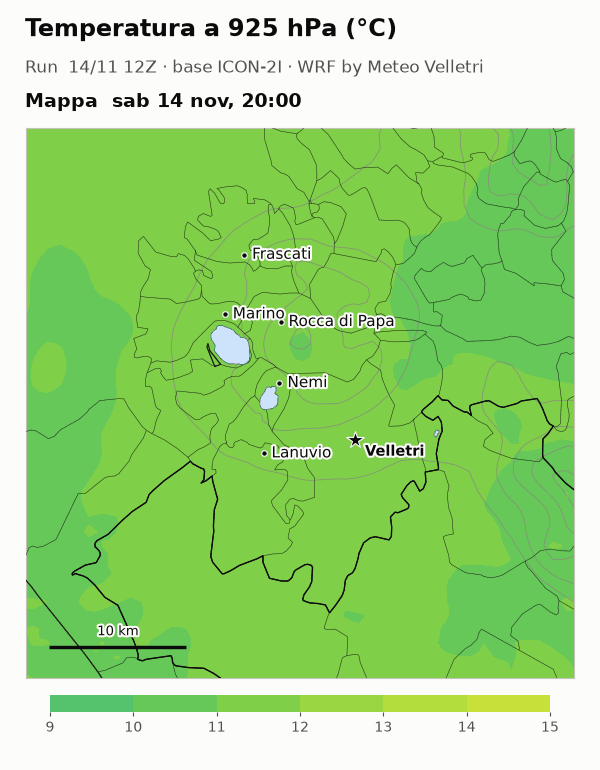 Temperatura a 925 hPa (°C)
Run  14/11 12Z · base ICON-2I · WRF by Meteo Velletri
Mappa  sab 14 nov, 20:00
Frascati
Marino
Rocca di Papa
Nemi
Velletri
Lanuvio
10 km
9 10 11 12 13 14 15